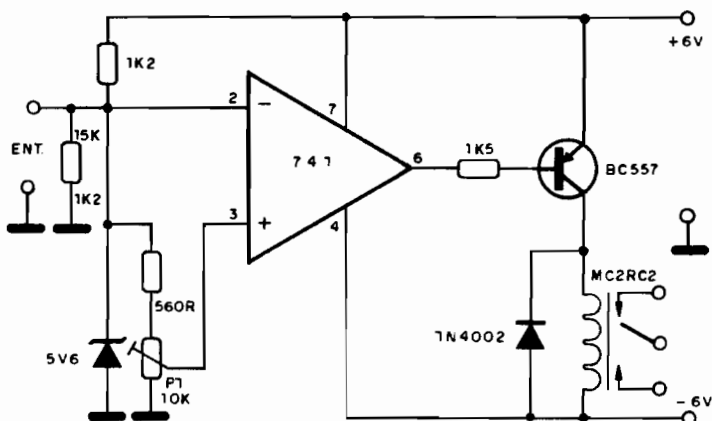 +6V
1K2
2
−
7
15K
ENT.
741
1K5
6
BC557
1K2
3
+
4
MC2RC2
560R
1N4002
5V6
P1
10K
−6V